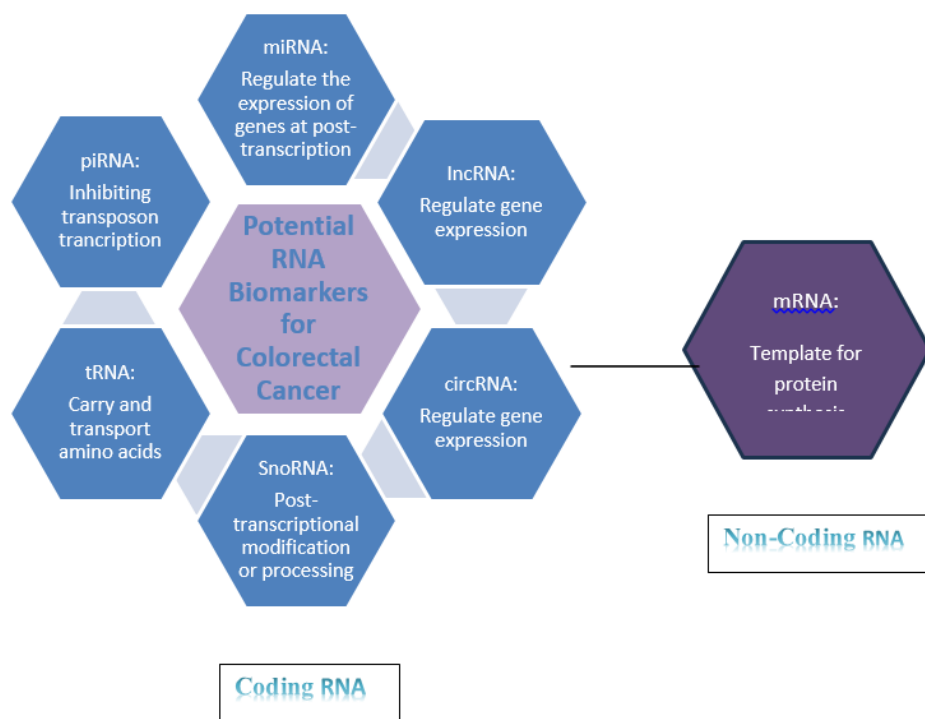 miRNA:
Regulate the
expression of
genes at post-
transcription
piRNA:
Inhibiting
transposon
trancription
lncRNA:
Regulate gene
expression
Potential
RNA
Biomarkers
for
Colorectal
Cancer
mRNA:
Template for
protein
synthesis
tRNA:
Carry and
transport
amino acids
circRNA:
Regulate gene
expression
SnoRNA:
Post-
transcriptional
modification
or processing
Non-Coding RNA
Coding RNA